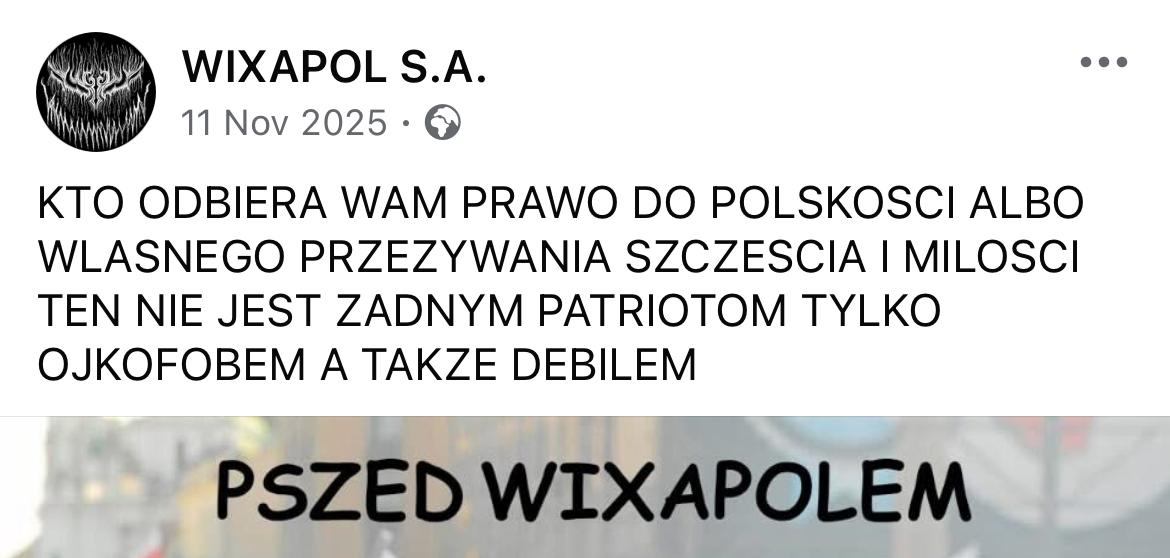 WIXAPOL S.A.
11 Nov 2025 ·
KTO ODBIERA WAM PRAWO DO POLSKOSCI ALBO
WLASNEGO PRZEZYWANIA SZCZESCIA I MILOSCI
TEN NIE JEST ZADNYM PATRIOTOM TYLKO
OJKOFOBEM A TAKZE DEBILEM
PSZED WIXAPOLEM